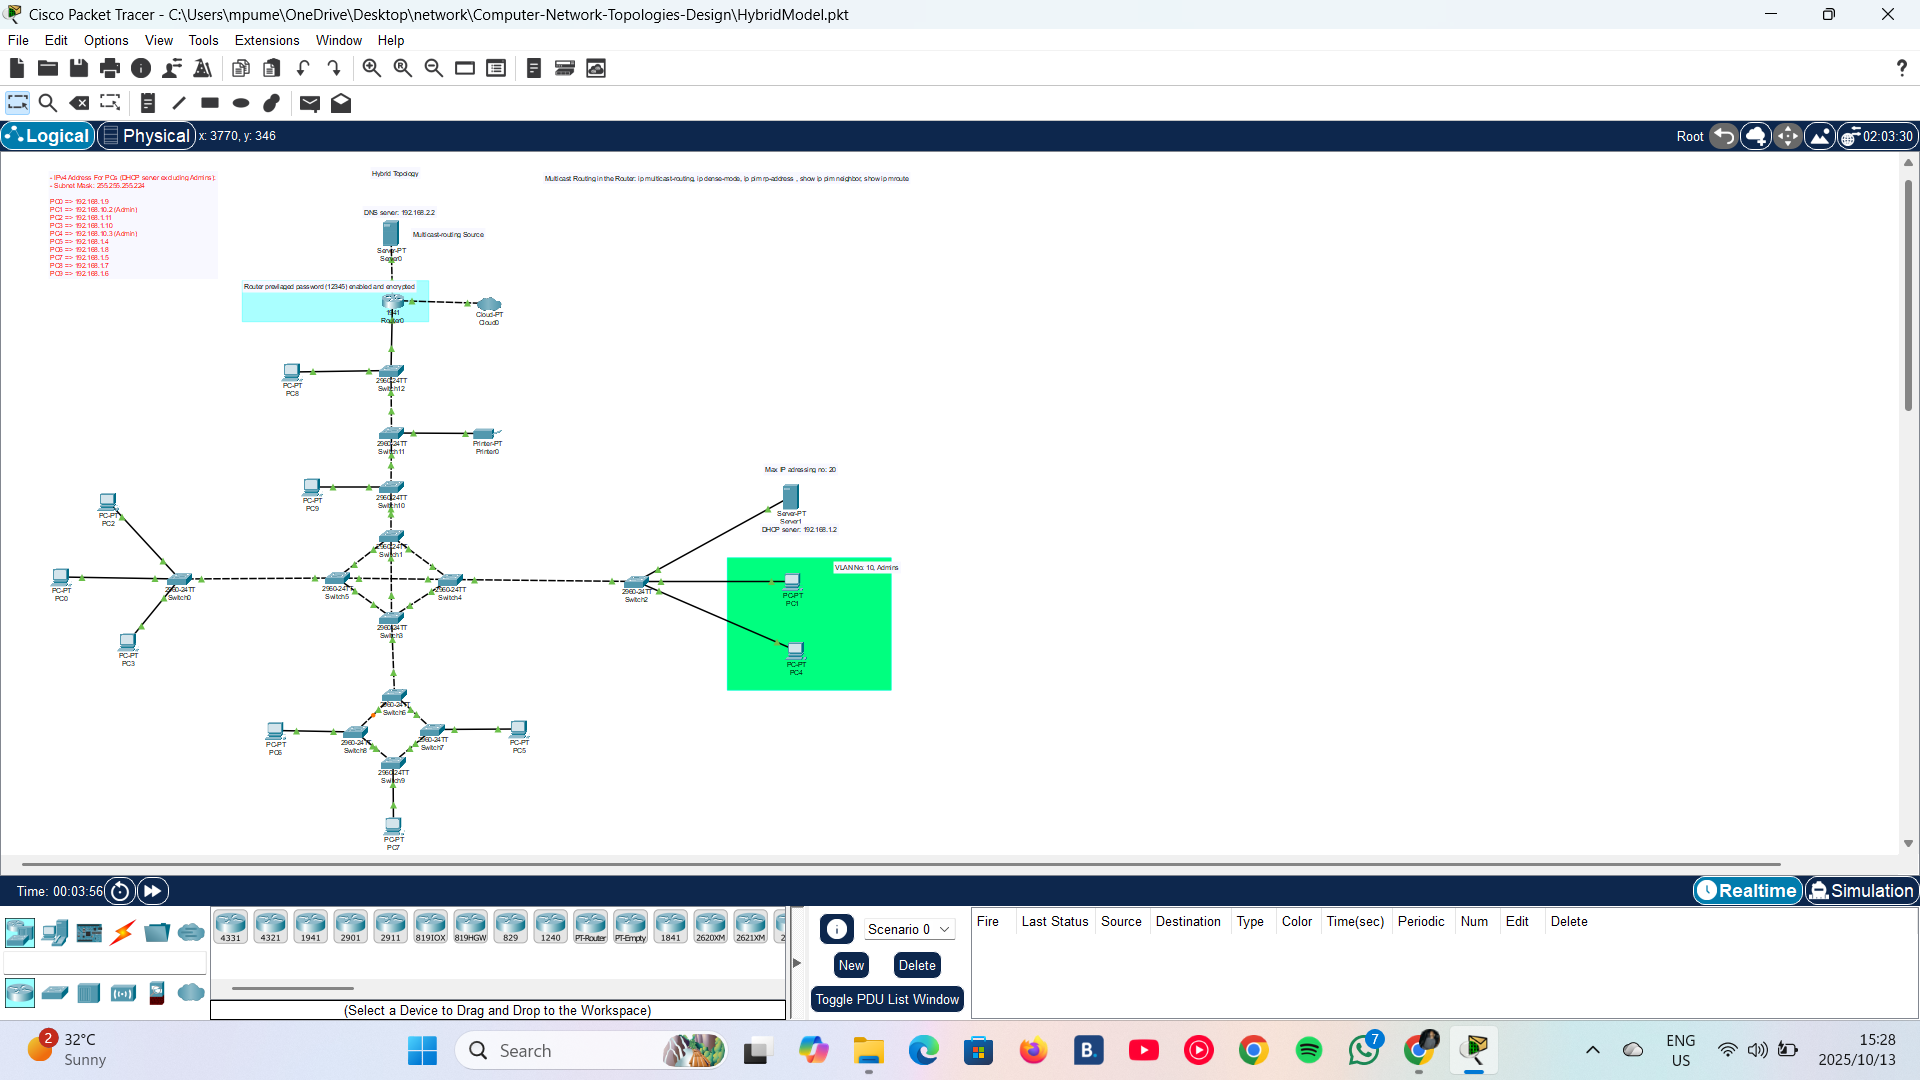 Cisco Packet Tracer - C:\Users\mpume\OneDrive\Desktop\network\Computer-Network-Topologies-Design\HybridModel.pkt
File Edit Options View Tools Extensions Window Help
?
Logical Physical x: 3770, y: 346 Root 02:03:30
- IPv4 Address For PCs (DHCP server excluding Admins):
- Subnet Mask: 255.255.255.224
PC0 => 192.168.1.9
PC1 => 192.168.10.2 (Admin)
PC2 => 192.168.1.11
PC3 => 192.168.1.10
PC4 => 192.168.10.3 (Admin)
PC5 => 192.168.1.4
PC6 => 192.168.1.8
PC7 => 192.168.1.5
PC8 => 192.168.1.7
PC9 => 192.168.1.6
Hybrid Topology
Multicast Routing in the Router: ip multicast-routing, ip dense-mode, ip pim rp-address , show ip pim neighbor, show ip mroute
DNS server: 192.168.2.2
Multicast-routing Source
Server-PT
Server0
Router previlaged password (12345) enabled and encrypted
1941
Router0
Cloud-PT
Cloud0
PC-PT
PC8
2960-24TT
Switch12
2960-24TT
Switch11
Printer-PT
Printer0
PC-PT
PC9
2960-24TT
Switch10
Max IP adressing no: 20
Server-PT
Server1
DHCP server: 192.168.1.2
PC-PT
PC2
2960-24TT
Switch1
PC-PT
PC0
2960-24TT
Switch0
2960-24TT
Switch5
2960-24TT
Switch4
2960-24TT
Switch2
VLAN No: 10, Admins
PC-PT
PC1
2960-24TT
Switch3
PC-PT
PC3
PC-PT
PC4
2960-24TT
Switch6
PC-PT
PC6
2960-24TT
Switch8
2960-24TT
Switch7
PC-PT
PC5
2960-24TT
Switch9
PC-PT
PC7
Time: 00:03:56 Realtime Simulation
4331 4321 1941 2901 2911 819IOX 819HGW 829 1240 PT-Router PT-Empty 1841 2620XM 2621XM
(Select a Device to Drag and Drop to the Workspace)
Scenario 0
New Delete
Toggle PDU List Window
Fire Last Status Source Destination Type Color Time(sec) Periodic Num Edit Delete
2
32°C
Sunny
Search
B.
7
ENG
US
15:28
2025/10/13